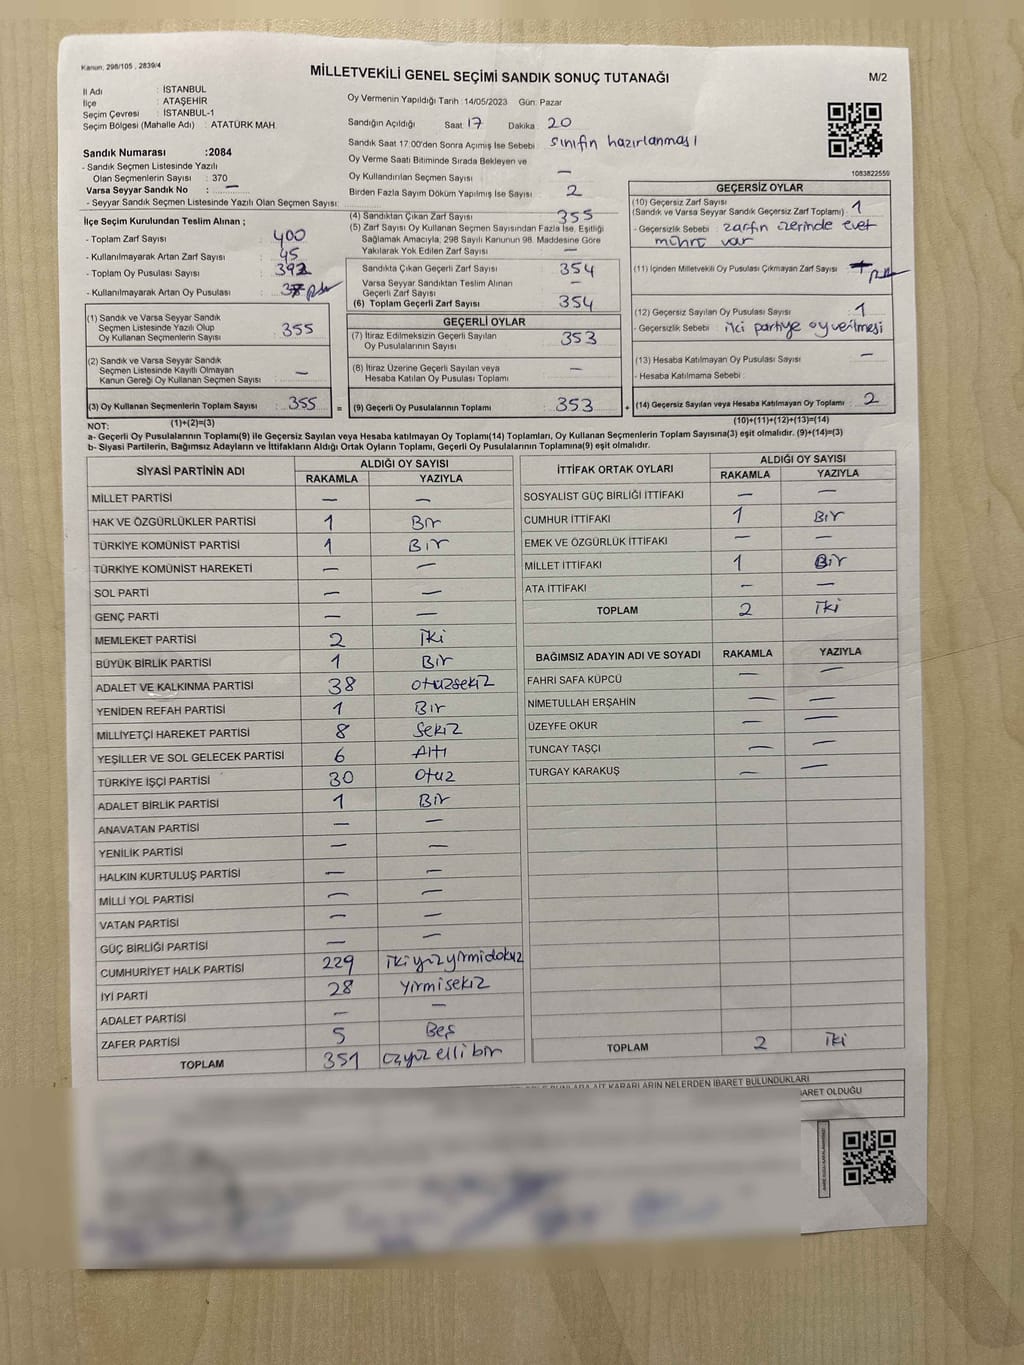 Kanun; 298/105 , 2839/4
MİLLETVEKİLİ GENEL SEÇİMİ SANDIK SONUÇ TUTANAĞI
M/2
İl Adı : İSTANBUL
İlçe : ATAŞEHİR
Seçim Çevresi : İSTANBUL-1
Seçim Bölgesi (Mahalle Adı) : ATATÜRK MAH.
Sandık Numarası :2084
- Sandık Seçmen Listesinde Yazılı
Olan Seçmenlerin Sayısı : 370
Varsa Seyyar Sandık No : —
- Seyyar Sandık Seçmen Listesinde Yazılı Olan Seçmen Sayısı:
Oy Vermenin Yapıldığı Tarih : 14/05/2023 Gün: Pazar
Sandığın Açıldığı Saat 17 Dakika : 20
Sandık Saat 17.00'den Sonra Açımış İse Sebebi : sınıfın hazırlanması
Oy Verme Saati Bitiminde Sırada Bekleyen ve
Oy Kullandırılan Seçmen Sayısı —
Birden Fazla Sayım Döküm Yapılmış İse Sayısı 2
1083822559
İlçe Seçim Kurulundan Teslim Alınan ;
- Toplam Zarf Sayısı : 400
- Kullanılmayarak Artan Zarf Sayısı : 45
- Toplam Oy Pusulası Sayısı : 392
- Kullanılmayarak Artan Oy Pusulası :
(1) Sandık ve Varsa Seyyar Sandık
Seçmen Listesinde Yazılı Olup
Oy Kullanan Seçmenlerin Sayısı : 355
(2) Sandık ve Varsa Seyyar Sandık
Seçmen Listesinde Kayıtlı Olmayan
Kanun Gereği Oy Kullanan Seçmen Sayısı : —
(3) Oy Kullanan Seçmenlerin Toplam Sayısı : 355
(1)+(2)=(3)
(4) Sandıktan Çıkan Zarf Sayısı : 355
(5) Zarf Sayısı Oy Kullanan Seçmen Sayısından Fazla İse, Eşitliği
Sağlamak Amacıyla, 298 Sayılı Kanunun 98. Maddesine Göre
Yakılarak Yok Edilen Zarf Sayısı : —
Sandıkta Çıkan Geçerli Zarf Sayısı : 354
Varsa Seyyar Sandıktan Teslim Alınan
Geçerli Zarf Sayısı : —
(6) Toplam Geçerli Zarf Sayısı : 354
GEÇERLİ OYLAR
(7) İtiraz Edilmeksizin Geçerli Sayılan
Oy Pusulalarının Sayısı : 353
(8) İtiraz Üzerine Geçerli Sayılan veya
Hesaba Katılan Oy Pusulası Toplamı : —
= (9) Geçerli Oy Pusulalarının Toplamı : 353
GEÇERSİZ OYLAR
(10) Geçersiz Zarf Sayısı
(Sandık ve Varsa Seyyar Sandık Geçersiz Zarf Toplamı) : 1
- Geçersizlik Sebebi : zarfın üzerinde evet
mührü var
(11) İçinden Milletvekili Oy Pusulası Çıkmayan Zarf Sayısı :
(12) Geçersiz Sayılan Oy Pusulası Sayısı : 1
- Geçersizlik Sebebi : iki partiye oy verilmesi
(13) Hesaba Katılmayan Oy Pusulası Sayısı : —
- Hesaba Katılmama Sebebi :
+ (14) Geçersiz Sayılan veya Hesaba Katılmayan Oy Toplamı : 2
(10)+(11)+(12)+(13)=(14)
NOT:
a- Geçerli Oy Pusulalarının Toplamı(9) ile Geçersiz Sayılan veya Hesaba katılmayan Oy Toplamı(14) Toplamları, Oy Kullanan Seçmenlerin Toplam Sayısına(3) eşit olmalıdır. (9)+(14)=(3)
b- Siyasi Partilerin, Bağımsız Adayların ve İttifakların Aldığı Ortak Oyların Toplamı, Geçerli Oy Pusulalarının Toplamına(9) eşit olmalıdır.
SİYASİ PARTİNİN ADI ALDIĞI OY SAYISI
RAKAMLA YAZIYLA
MİLLET PARTİSİ — —
HAK VE ÖZGÜRLÜKLER PARTİSİ 1 Bir
TÜRKİYE KOMÜNİST PARTİSİ 1 Bir
TÜRKİYE KOMÜNİST HAREKETİ — —
SOL PARTİ — —
GENÇ PARTİ — —
MEMLEKET PARTİSİ 2 İki
BÜYÜK BİRLİK PARTİSİ 1 Bir
ADALET VE KALKINMA PARTİSİ 38 otuzsekiz
YENİDEN REFAH PARTİSİ 1 Bir
MİLLİYETÇİ HAREKET PARTİSİ 8 Sekiz
YEŞİLLER VE SOL GELECEK PARTİSİ 6 Altı
TÜRKİYE İŞÇİ PARTİSİ 30 otuz
ADALET BİRLİK PARTİSİ 1 Bir
ANAVATAN PARTİSİ — —
YENİLİK PARTİSİ — —
HALKIN KURTULUŞ PARTİSİ — —
MİLLİ YOL PARTİSİ — —
VATAN PARTİSİ — —
GÜÇ BİRLİĞİ PARTİSİ — —
CUMHURİYET HALK PARTİSİ 229 ikiyüzyirmidokuz
İYİ PARTİ 28 yirmisekiz
ADALET PARTİSİ — —
ZAFER PARTİSİ 5 Beş
TOPLAM 351 üçyüz elli bir
İTTİFAK ORTAK OYLARI ALDIĞI OY SAYISI
RAKAMLA YAZIYLA
SOSYALİST GÜÇ BİRLİĞİ İTTİFAKI — —
CUMHUR İTTİFAKI 1 Bir
EMEK VE ÖZGÜRLÜK İTTİFAKI — —
MİLLET İTTİFAKI 1 Bir
ATA İTTİFAKI — —
TOPLAM 2 İki
BAĞIMSIZ ADAYIN ADI VE SOYADI RAKAMLA YAZIYLA
FAHRİ SAFA KÜPCÜ — —
NİMETULLAH ERŞAHİN — —
ÜZEYFE OKUR — —
TUNCAY TAŞÇI — —
TURGAY KARAKUŞ — —
TOPLAM 2 İki
KARARLARIN NELERDEN İBARET BULUNDUKLARI
OLDUĞU